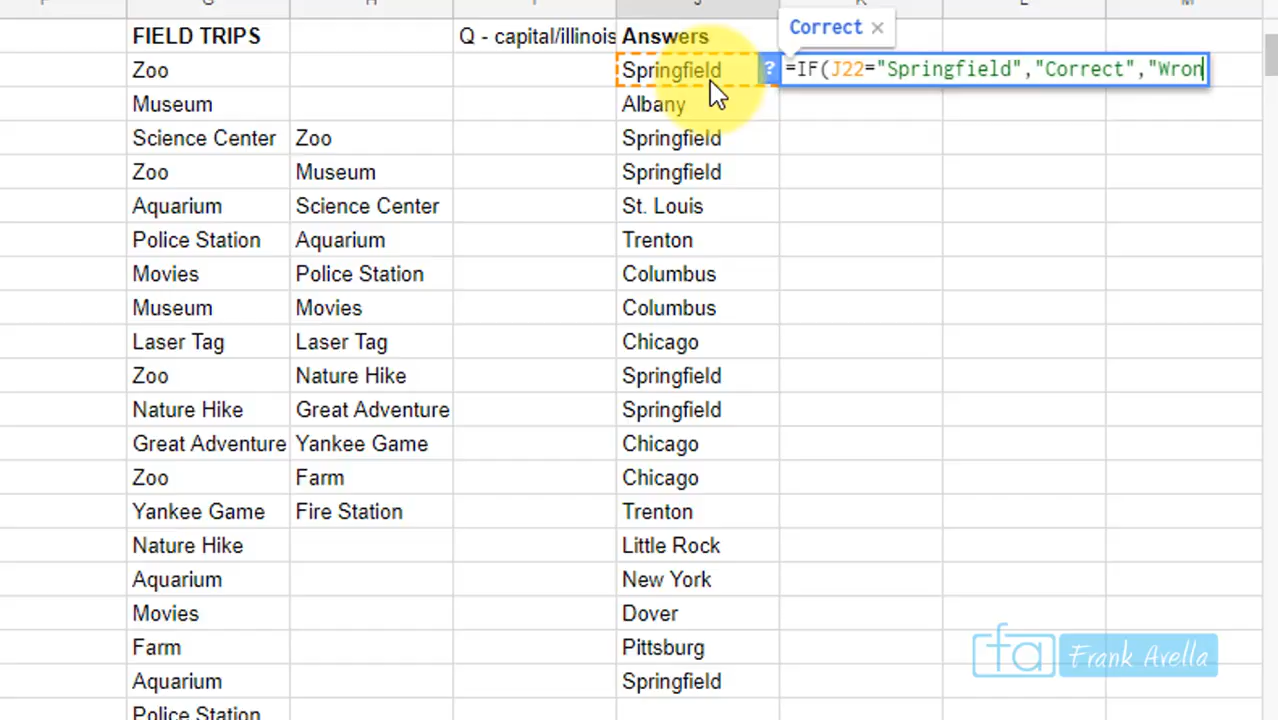 Correct ×
FIELD TRIPS Q - capital/illinois Answers
Zoo Springfield ? =IF(J22="Springfield","Correct","Wron
Museum Albany
Science Center Zoo Springfield
Zoo Museum Springfield
Aquarium Science Center St. Louis
Police Station Aquarium Trenton
Movies Police Station Columbus
Museum Movies Columbus
Laser Tag Laser Tag Chicago
Zoo Nature Hike Springfield
Nature Hike Great Adventure Springfield
Great Adventure Yankee Game Chicago
Zoo Farm Chicago
Yankee Game Fire Station Trenton
Nature Hike Little Rock
Aquarium New York
Movies Dover
Farm Pittsburg
fa Frank Avella
Aquarium Springfield
Police Station